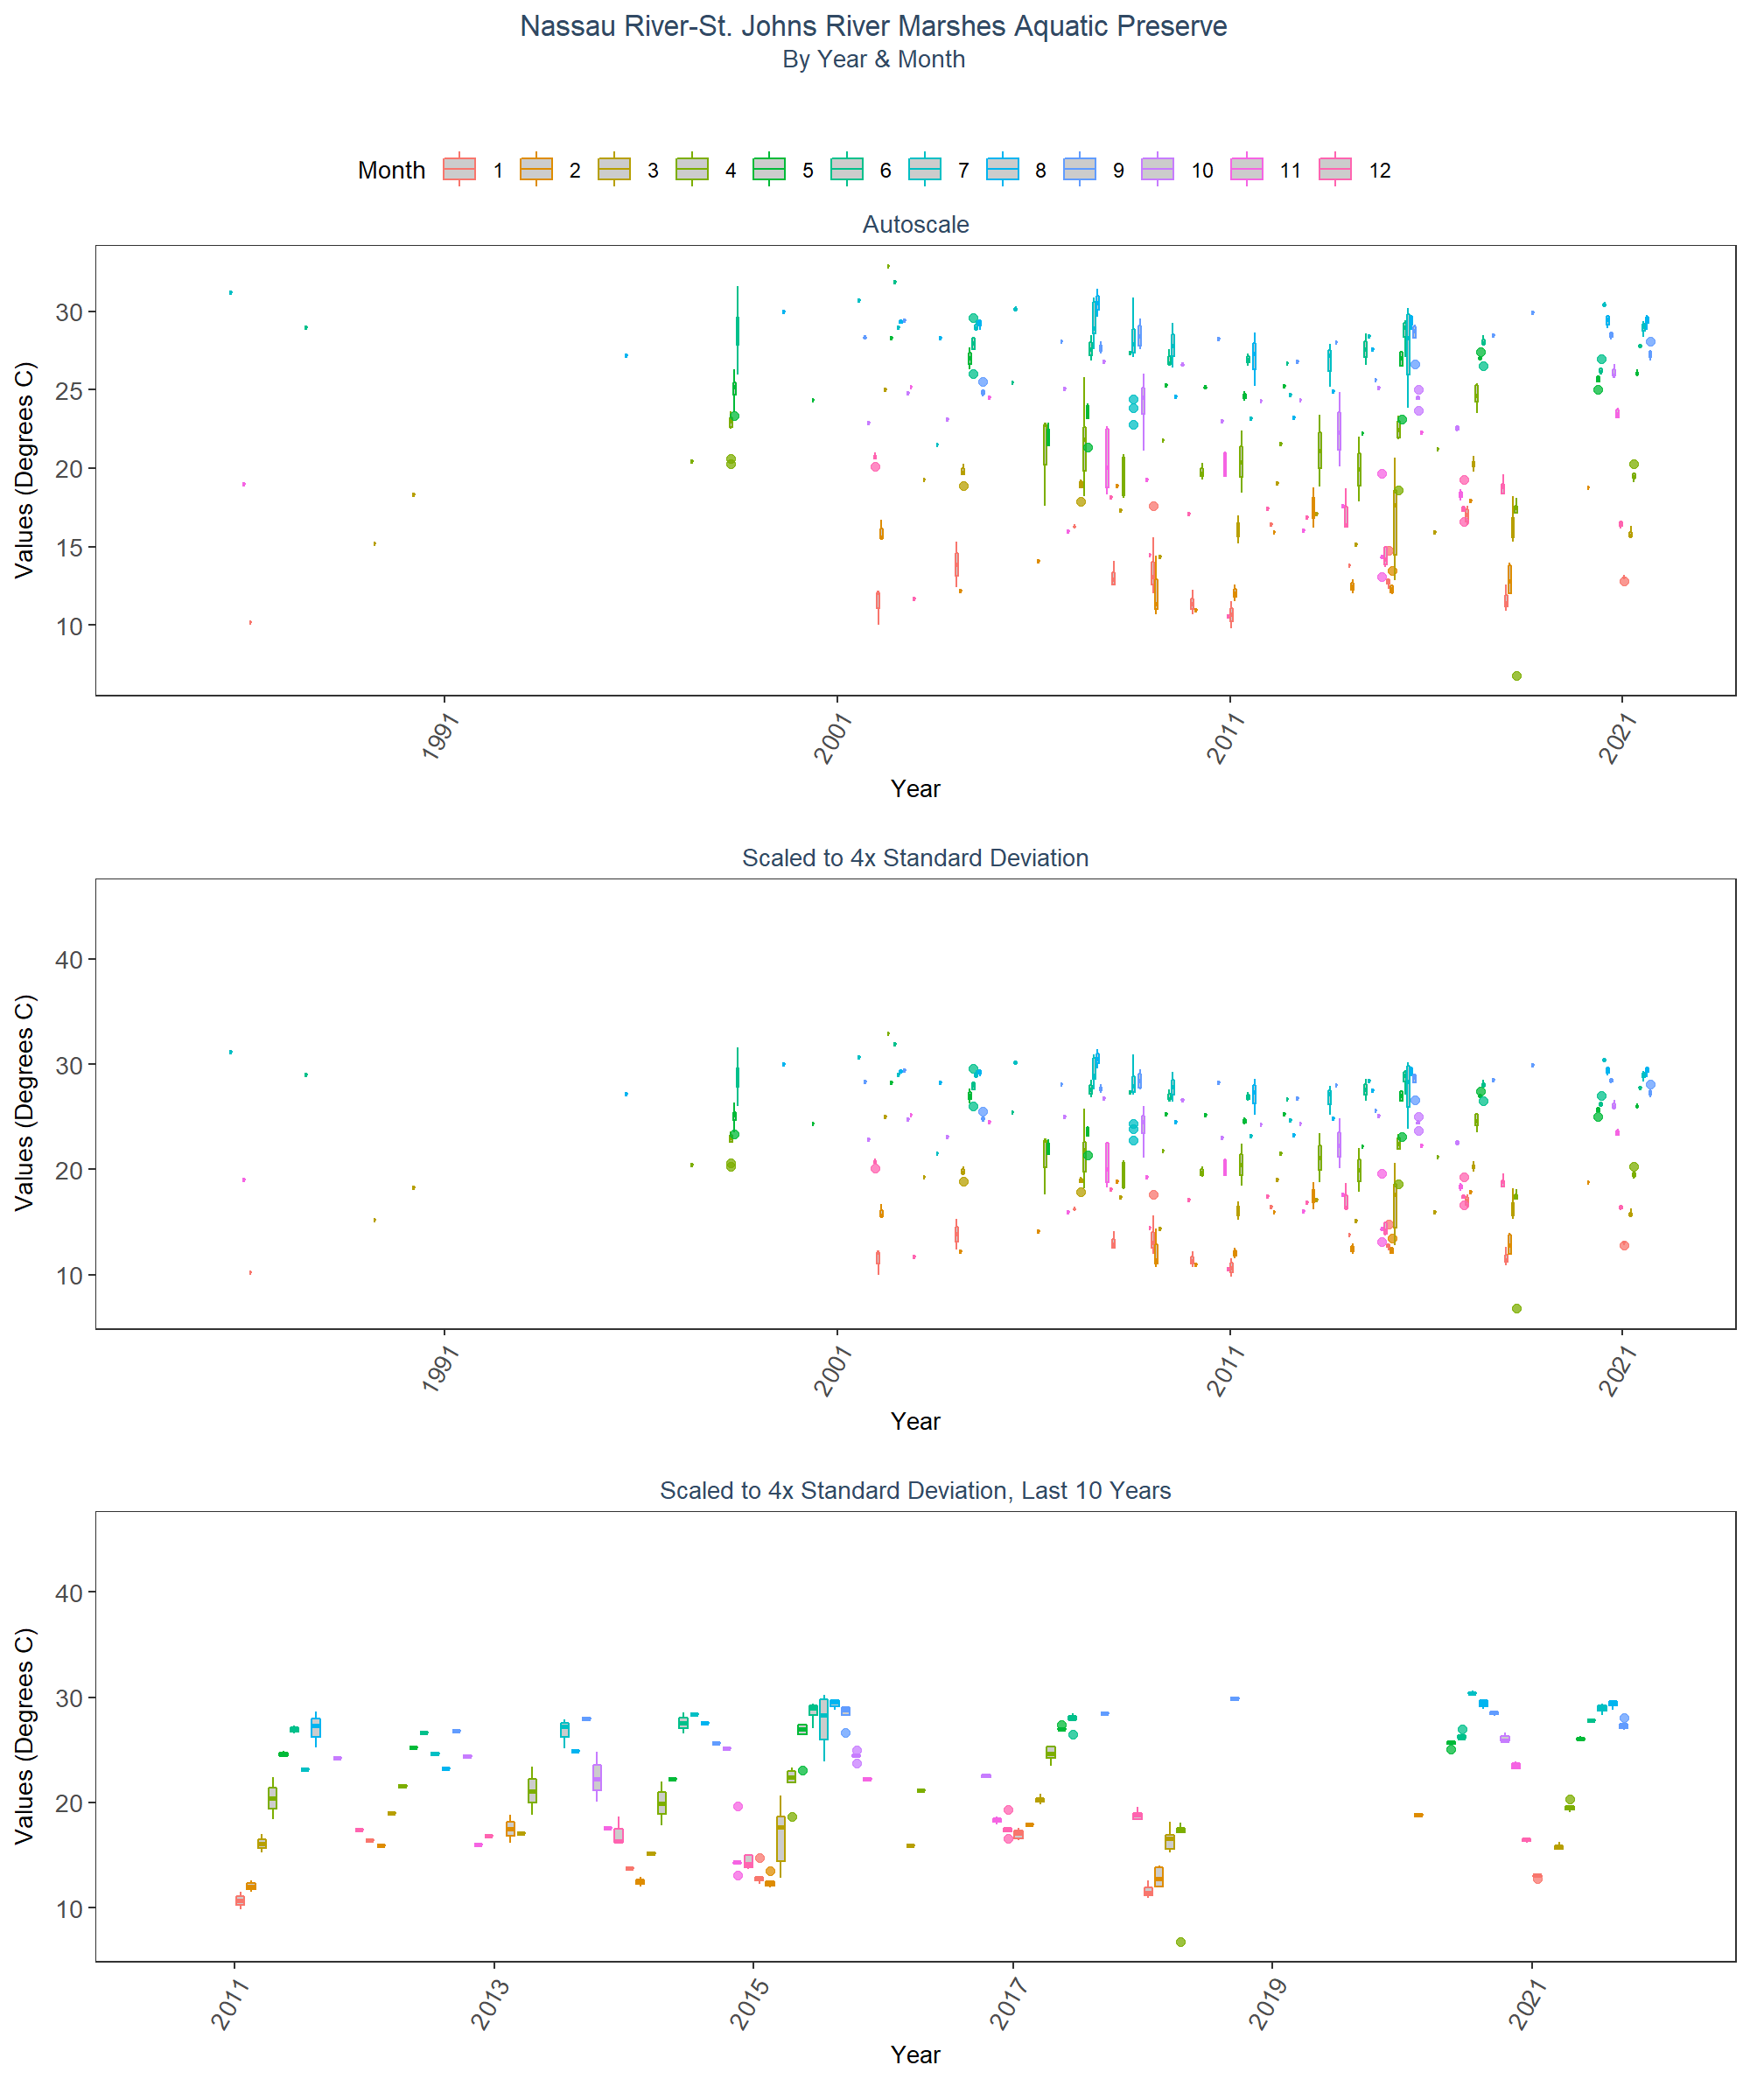 Nassau River-St. Johns River Marshes Aquatic Preserve
By Year & Month
Month 1 2 3 4 5 6 7 8 9 10 11 12
Autoscale
Values (Degrees C)
30
25
20
15
10
1991 2001 2011 2021
Year
Scaled to 4x Standard Deviation
Values (Degrees C)
40
30
20
10
1991 2001 2011 2021
Year
Scaled to 4x Standard Deviation, Last 10 Years
Values (Degrees C)
40
30
20
10
2011 2013 2015 2017 2019 2021
Year